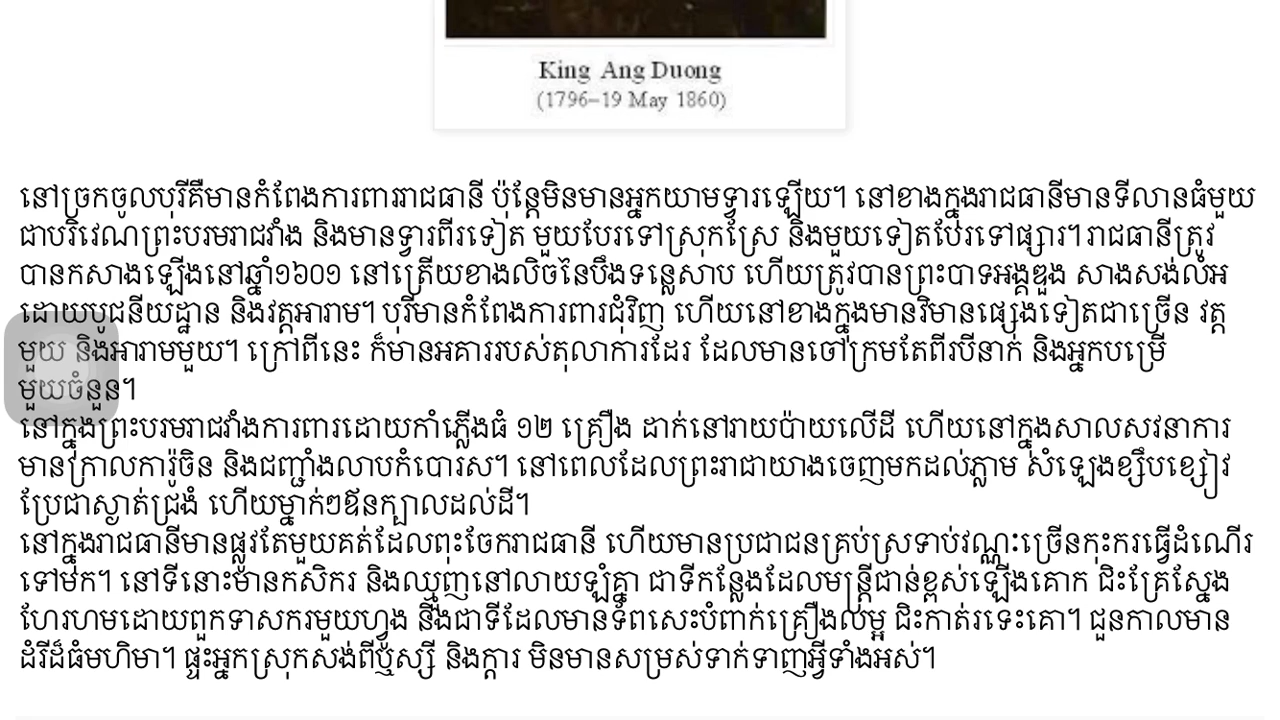 King Ang Duong
(1796–19 May 1860)
នៅច្រកចូលបុរីគឺមានកំពែងការពាររាជធានី ប៉ុន្តែមិនមានអ្នកយាមទ្វារឡើយ។ នៅខាងក្នុងរាជធានីមានទីលានធំមួយ
ជាបរិវេណព្រះបរមរាជវាំង និងមានទ្វារពីរទៀត មួយបែរទៅស្រុកស្រែ និងមួយទៀតបែរទៅផ្សារ។ រាជធានីត្រូវ
បានកសាងឡើងនៅឆ្នាំ១៦០១ នៅត្រើយខាងលិចនៃបឹងទន្លេសាប ហើយត្រូវបានព្រះបាទអង្គឌួង សាងសង់លំអ
ដោយបូជនីយដ្ឋាន និងវត្តអារាម។ បុរីមានកំពែងការពារជុំវិញ ហើយនៅខាងក្នុងមានវិមានផ្សេងទៀតជាច្រើន វត្ត
មួយ និងអារាមមួយ។ ក្រៅពីនេះ ក៏មានអគាររបស់តុលាការដែរ ដែលមានចៅក្រមតែពីរបីនាក់ និងអ្នកបម្រើ
មួយចំនួន។
នៅក្នុងព្រះបរមរាជវាំងការពារដោយកាំភ្លើងធំ ១២ គ្រឿង ដាក់នៅរាយប៉ាយលើដី ហើយនៅក្នុងសាលសវនាការ
មានក្រាលការ៉ូចិន និងជញ្ជាំងលាបកំបោរស។ នៅពេលដែលព្រះរាជាយាងចេញមកដល់ភ្លាម សំឡេងខ្សឹបខ្សៀវ
ប្រែជាស្ងាត់ជ្រងំ ហើយម្នាក់ៗឱនក្បាលដល់ដី។
នៅក្នុងរាជធានីមានផ្លូវតែមួយគត់ដែលពុះចែករាជធានី ហើយមានប្រជាជនគ្រប់ស្រទាប់វណ្ណៈច្រើនកុះករធ្វើដំណើរ
ទៅមក។ នៅទីនោះមានកសិករ និងឈ្មួញនៅលាយឡំគ្នា ជាទីកន្លែងដែលមន្ត្រីជាន់ខ្ពស់ឡើងគោក ជិះគ្រែស្នែង
ហែរហមដោយពួកទាសករមួយហ្វូង និងជាទីដែលមានទ័ពសេះបំពាក់គ្រឿងលម្អ ជិះកាត់រទេះគោ។ ជួនកាលមាន
ដំរីដ៏ធំមហិមា។ ផ្ទះអ្នកស្រុកសង់ពីឬស្សី និងក្តារ មិនមានសម្រស់ទាក់ទាញអ្វីទាំងអស់។